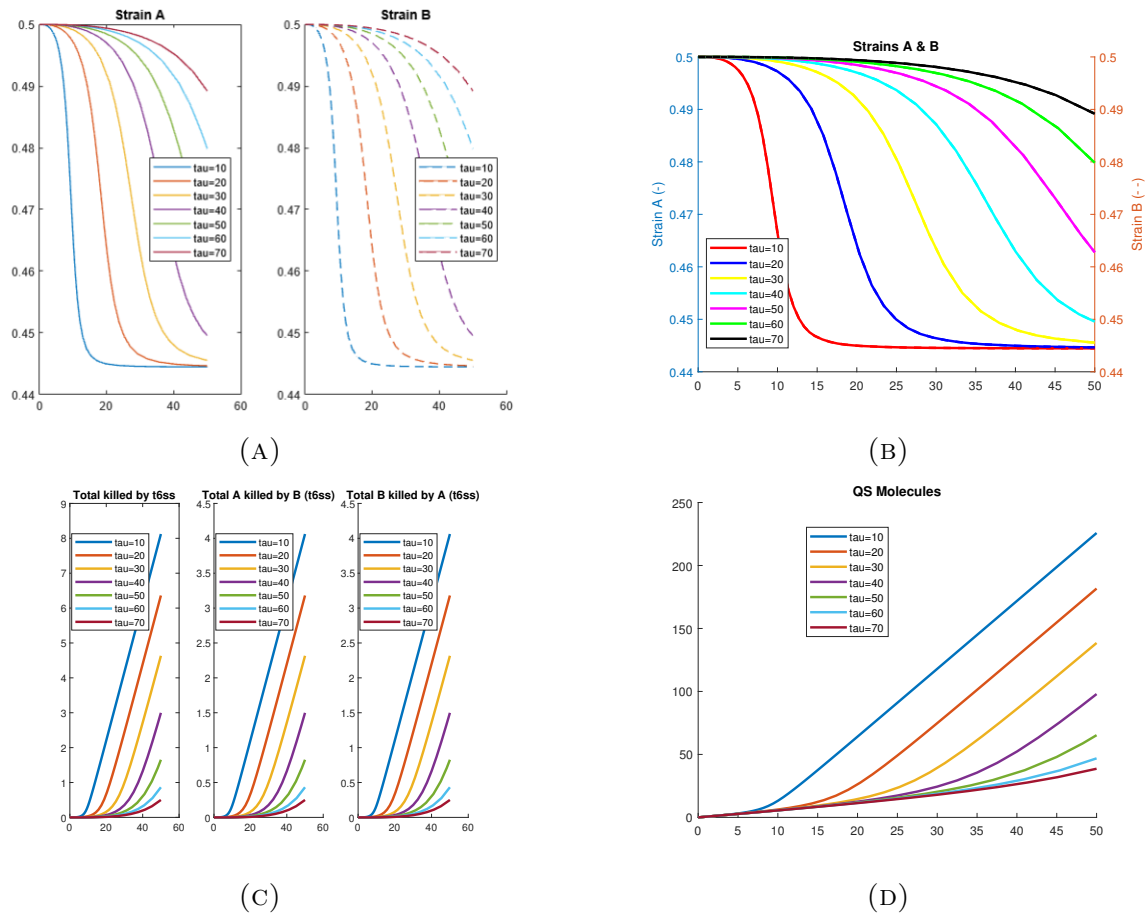 Strain A
0.5
0.49
0.48
0.47
0.46
0.45
0.44
0 20 40 60
tau=10
tau=20
tau=30
tau=40
tau=50
tau=60
tau=70
Strain B
0.5
0.49
0.48
0.47
0.46
0.45
0.44
0 20 40 60
tau=10
tau=20
tau=30
tau=40
tau=50
tau=60
tau=70
(A)
Strains A & B
Strain A (-)
0.5
0.49
0.48
0.47
0.46
0.45
0.44
0 5 10 15 20 25 30 35 40 45 50
tau=10
tau=20
tau=30
tau=40
tau=50
tau=60
tau=70
0.5
0.49
0.48
0.47
0.46
0.45
0.44
Strain B (- -)
(B)
Total killed by t6ss
9
8
7
6
5
4
3
2
1
0
0 20 40 60
tau=10
tau=20
tau=30
tau=40
tau=50
tau=60
tau=70
Total A killed by B (t6ss)
4.5
4
3.5
3
2.5
2
1.5
1
0.5
0
0 20 40 60
tau=10
tau=20
tau=30
tau=40
tau=50
tau=60
tau=70
Total B killed by A (t6ss)
4.5
4
3.5
3
2.5
2
1.5
1
0.5
0
0 20 40 60
tau=10
tau=20
tau=30
tau=40
tau=50
tau=60
tau=70
(C)
QS Molecules
250
200
150
100
50
0
0 5 10 15 20 25 30 35 40 45 50
tau=10
tau=20
tau=30
tau=40
tau=50
tau=60
tau=70
(D)